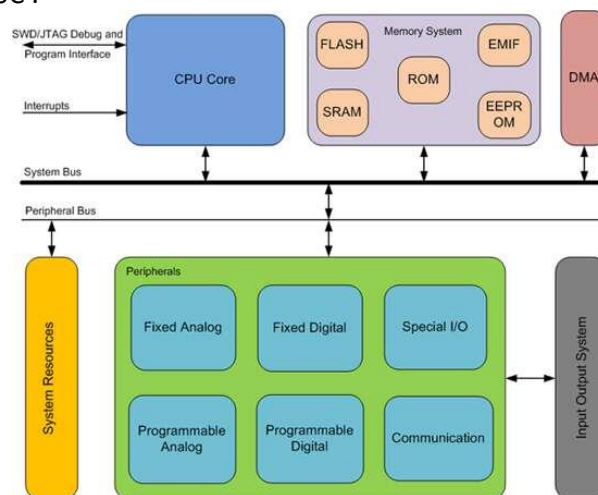 SWD/JTAG Debug and
Program Interface
Interrupts
CPU Core
Memory System
FLASH
EMIF
ROM
SRAM
EEPR
OM
DMA
System Bus
Peripheral Bus
System Resources
Peripherals
Fixed Analog
Fixed Digital
Special I/O
Programmable
Analog
Programmable
Digital
Communication
Input Output System